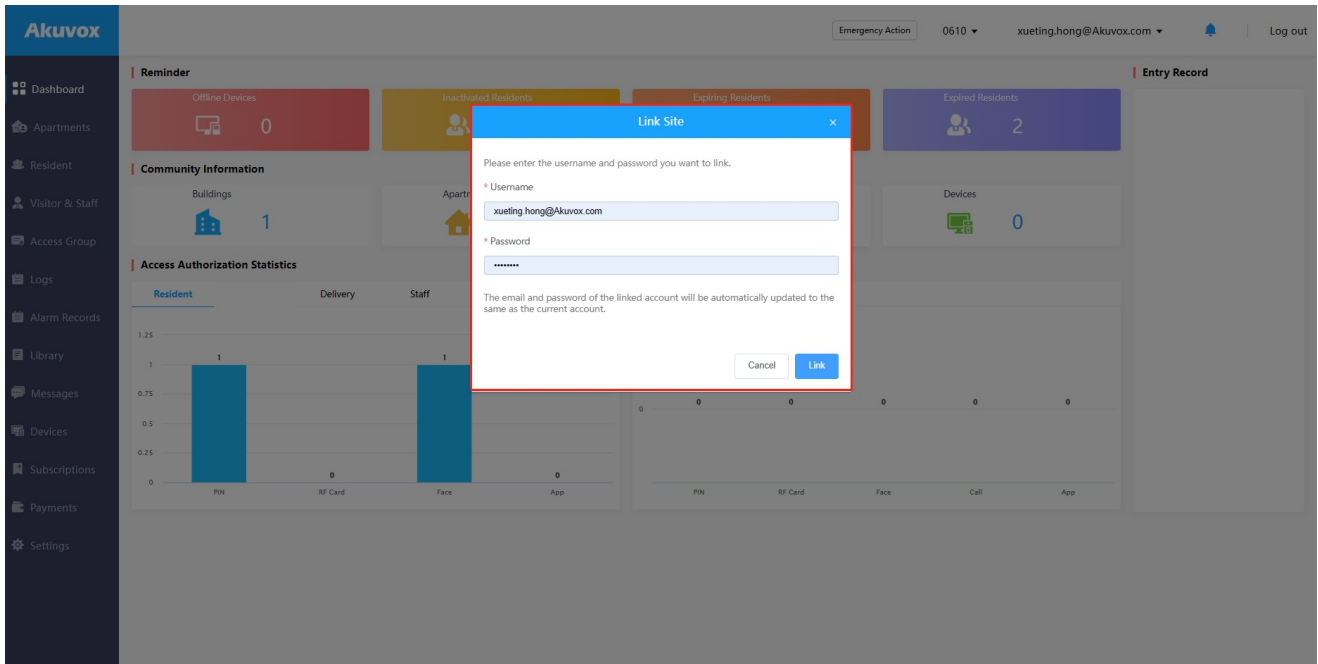 Akuvox
Emergency Action
0610
xueting.hong@Akuvox.com
Log out
Dashboard
Apartments
Resident
Visitor & Staff
Access Group
Logs
Alarm Records
Library
Messages
Devices
Subscriptions
Payments
Settings
Reminder
Offline Devices
0
Inactivated Residents
Expiring Residents
Expired Residents
2
Community Information
Buildings
1
Devices
0
Access Authorization Statistics
Resident
Delivery
Staff
1.25
1
0.75
0.5
0.25
0
1
0
1
0
PIN
RF Card
Face
App
0
0
0
0
0
0
PIN
RF Card
Face
Call
App
Entry Record
Link Site
×
Please enter the username and password you want to link.
* Username
xueting.hong@Akuvox.com
* Password
••••••••
The email and password of the linked account will be automatically updated to the
same as the current account.
Cancel
Link